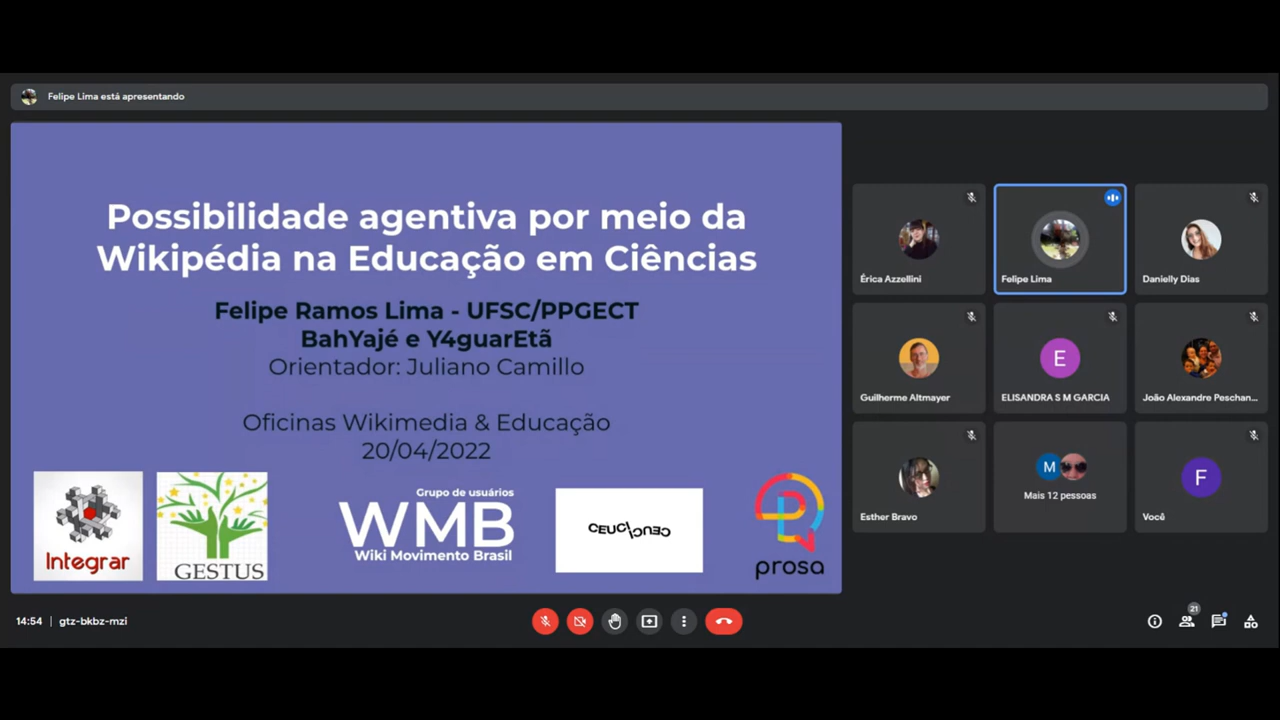 Felipe Lima está apresentando
Possibilidade agentiva por meio da
Wikipédia na Educação em Ciências
Felipe Ramos Lima - UFSC/PPGECT
BahYajé e Y4guarEtã
Orientador: Juliano Camillo
Oficinas Wikimedia & Educação
20/04/2022
Integrar
GESTUS
Grupo de usuários
WMB
Wiki Movimento Brasil
CEUC
prosa
Érica Azzellini
Felipe Lima
Danielly Dias
Guilherme Altmayer
E
ELISANDRA S M GARCIA
João Alexandre Peschan...
Esther Bravo
M
Mais 12 pessoas
F
Você
14:54 | gtz-bkbz-mzi
21